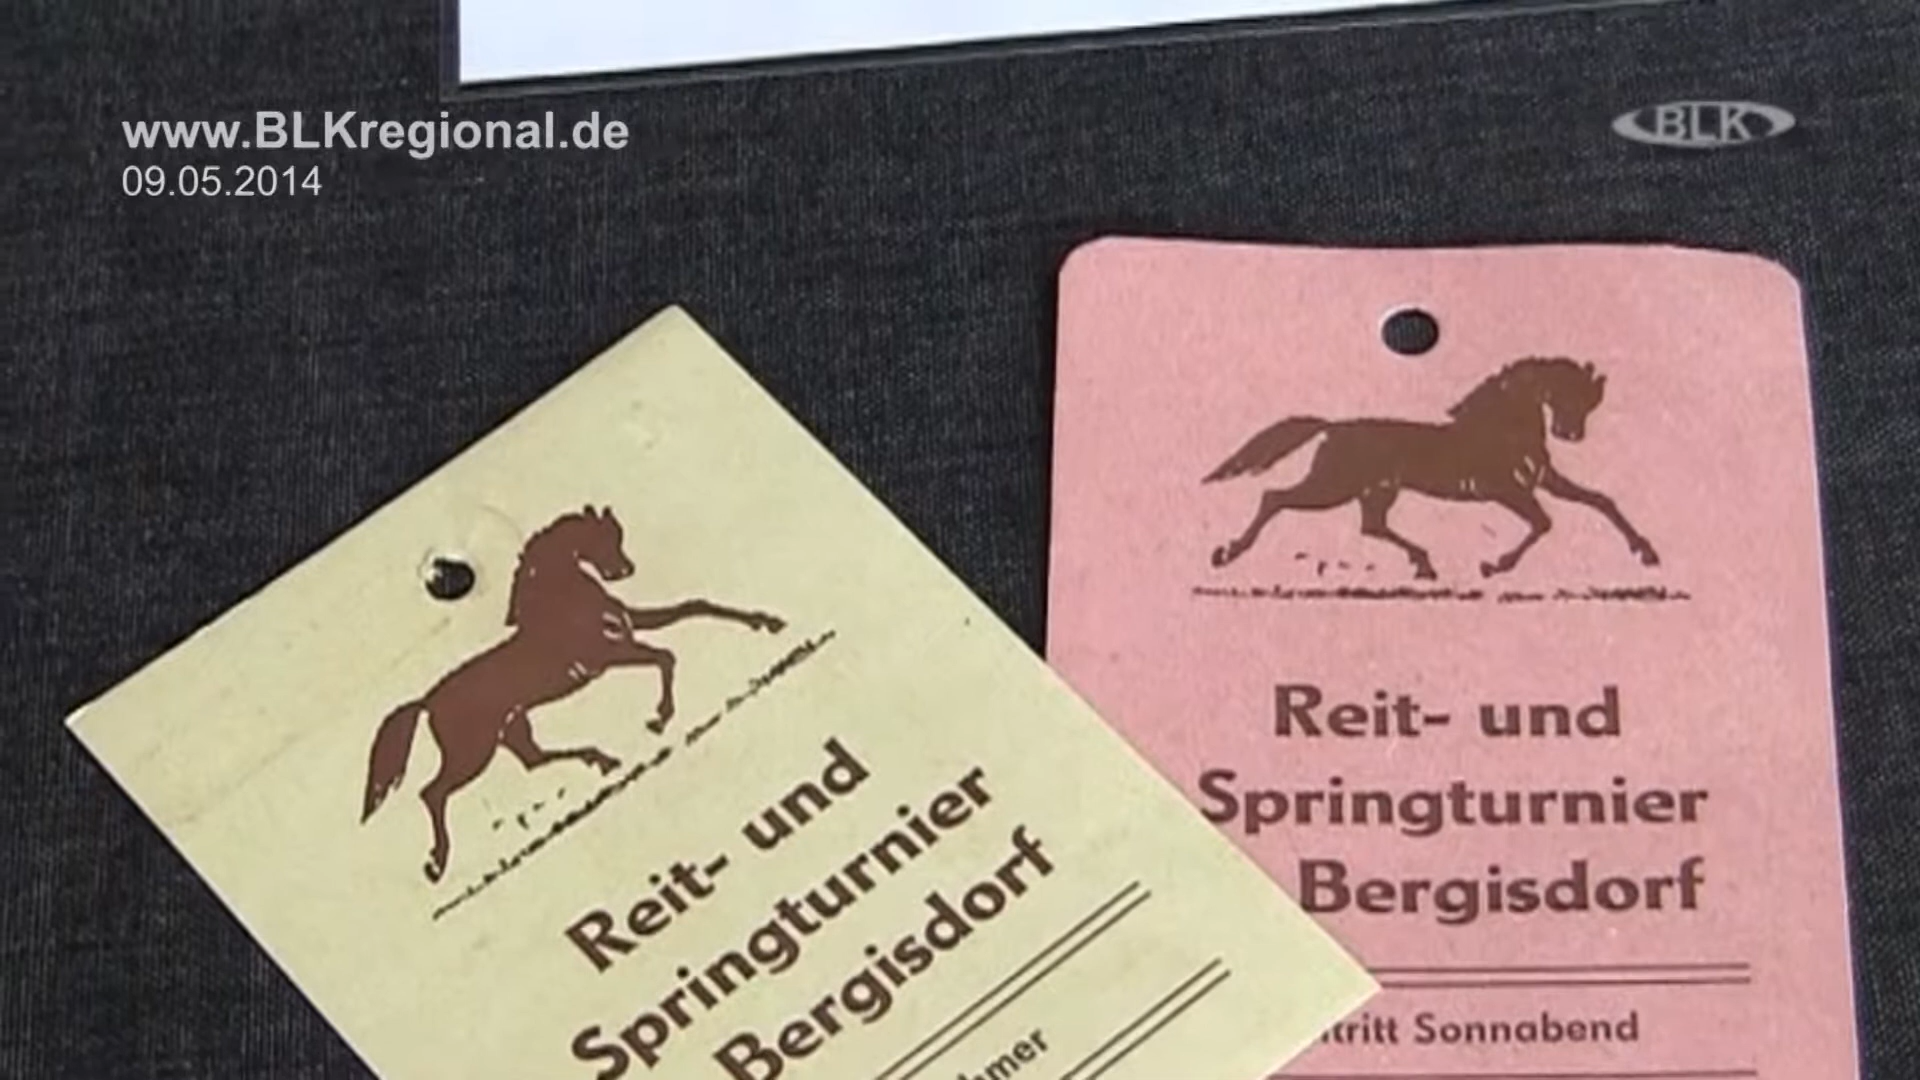 www.BLKregional.de
09.05.2014
BLK
Reit- und
Springturnier
Bergisdorf
Reit- und
Springturnier
Bergisdorf
Sonnabend